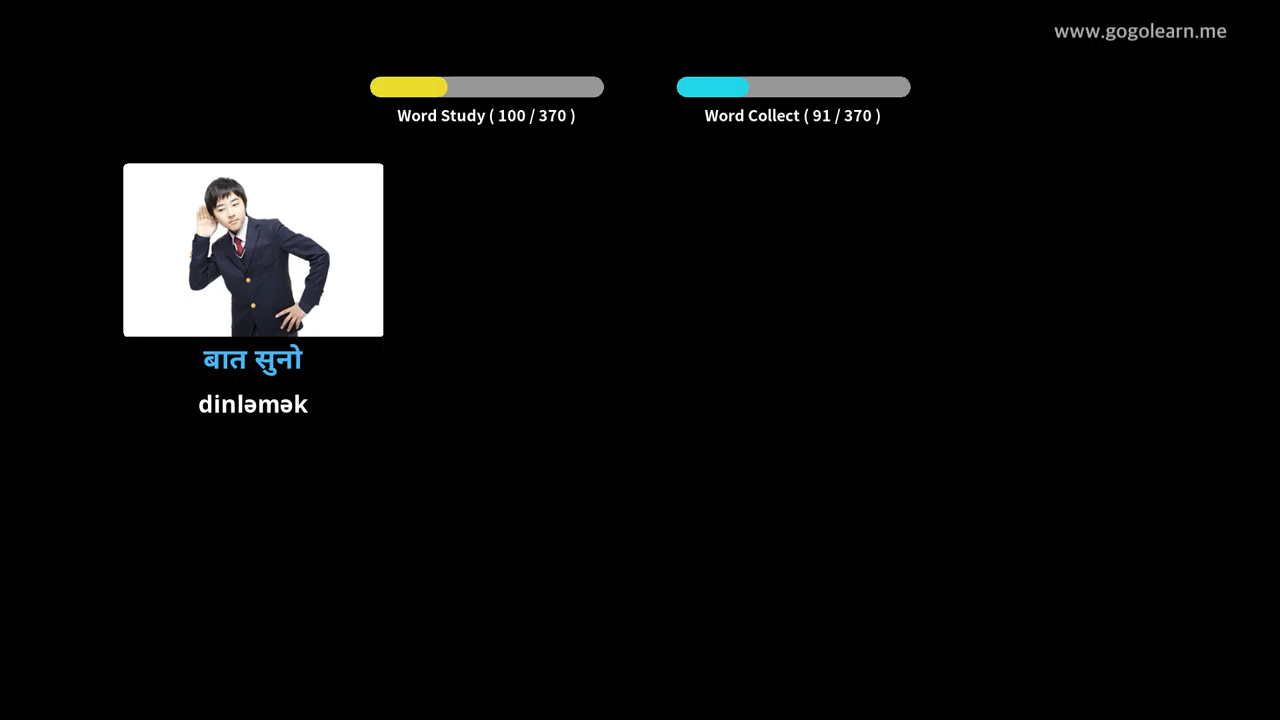 www.gogolearn.me
Word Study ( 100 / 370 )
Word Collect ( 91 / 370 )
बात सुनो
dinləmək